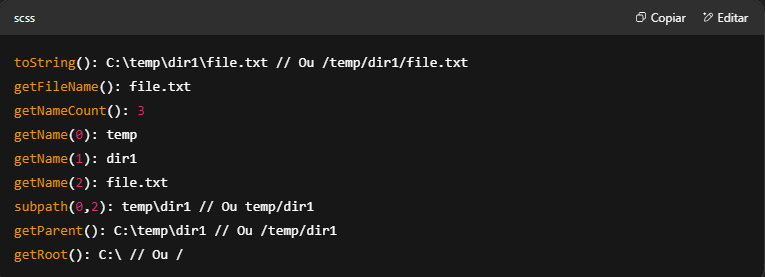 scss
Copiar
Editar
toString(): C:\temp\dir1\file.txt // Ou /temp/dir1/file.txt
getFileName(): file.txt
getNameCount(): 3
getName(0): temp
getName(1): dir1
getName(2): file.txt
subpath(0,2): temp\dir1 // Ou temp/dir1
getParent(): C:\temp\dir1 // Ou /temp/dir1
getRoot(): C:\ // Ou /